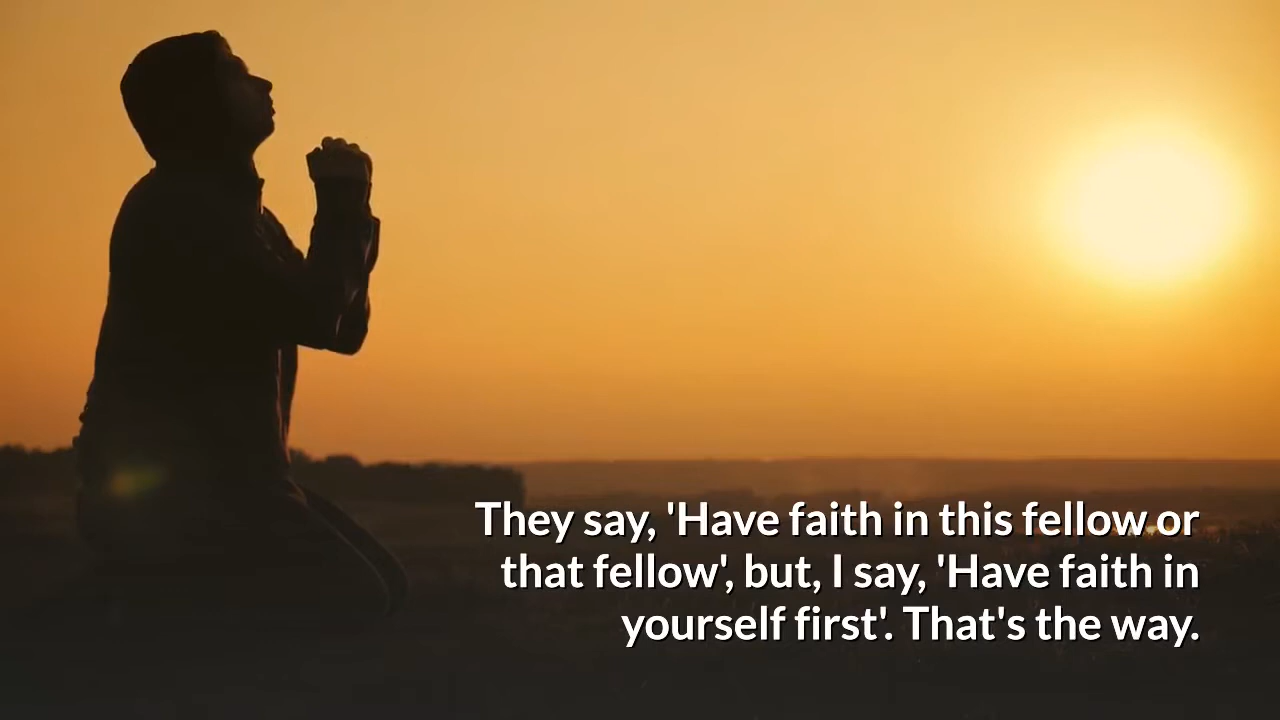 They say, 'Have faith in this fellow or
that fellow', but, I say, 'Have faith in
yourself first'. That's the way.